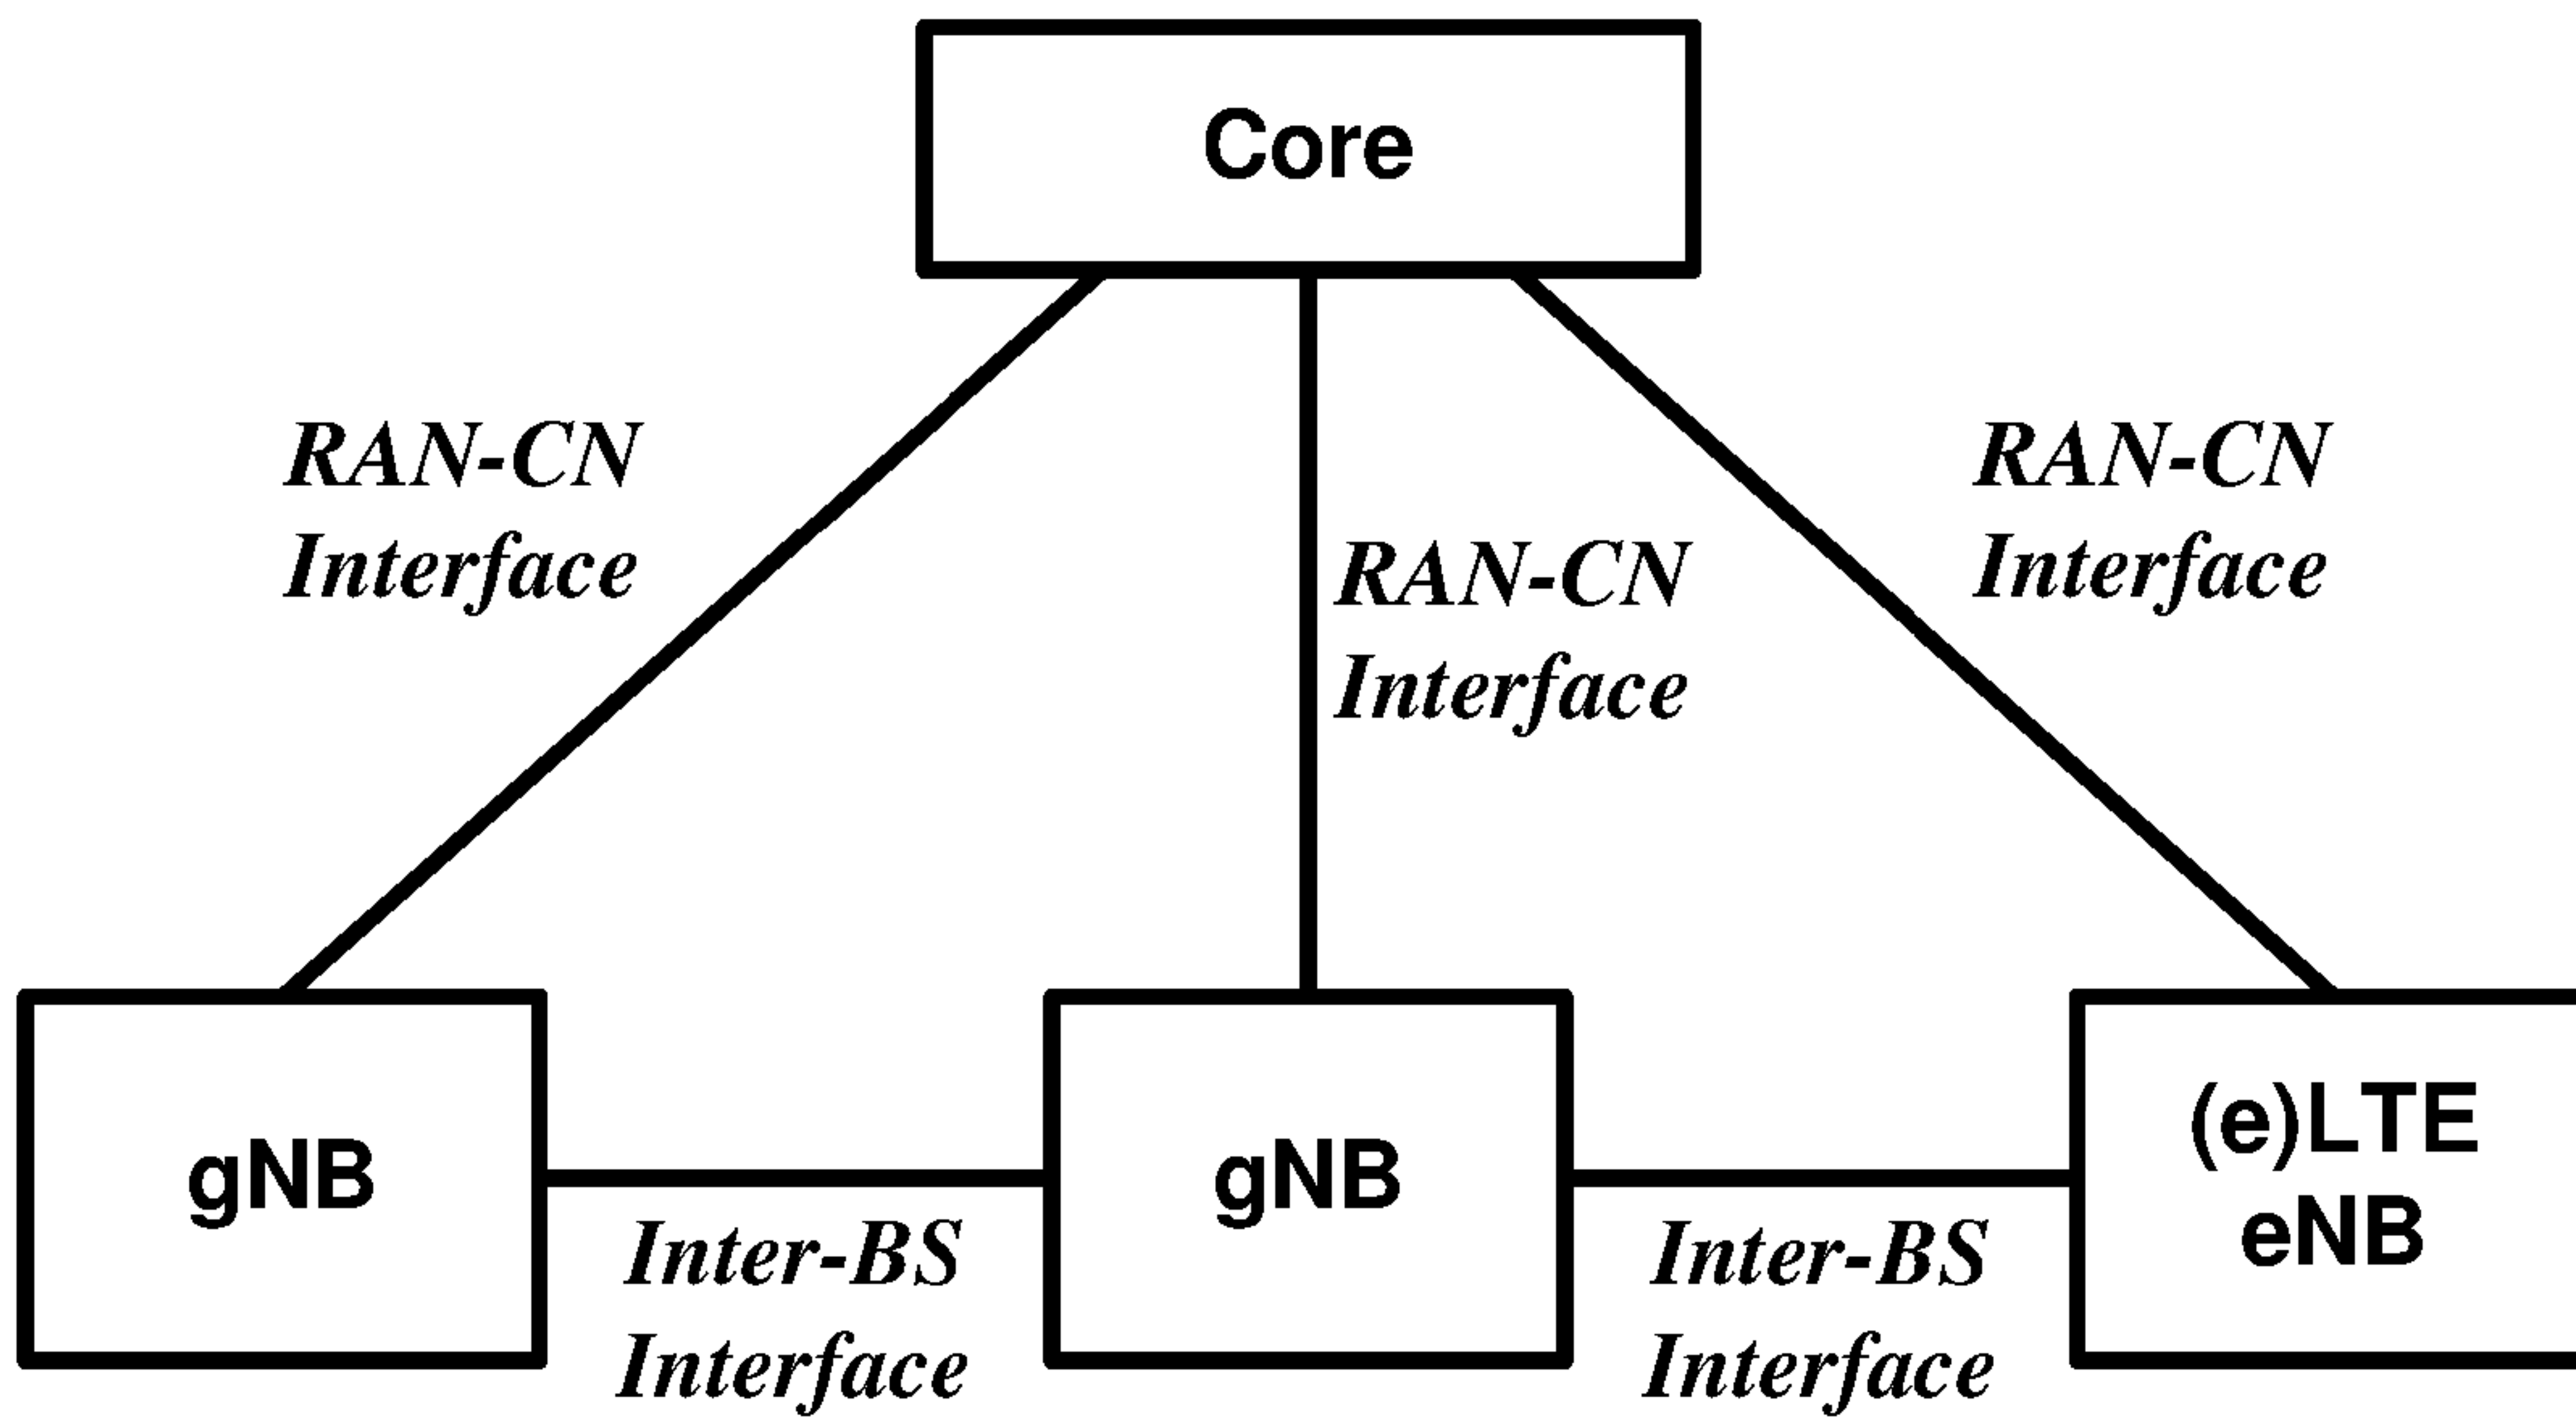 Core
RAN-CN
Interface
RAN-CN
Interface
RAN-CN
Interface
gNB
gNB
(e)LTE
eNB
Inter-BS
Interface
Inter-BS
Interface